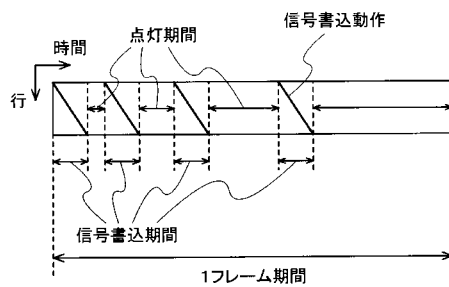 信号書込動作
点灯期間
時間
行
信号書込期間
1フレーム期間